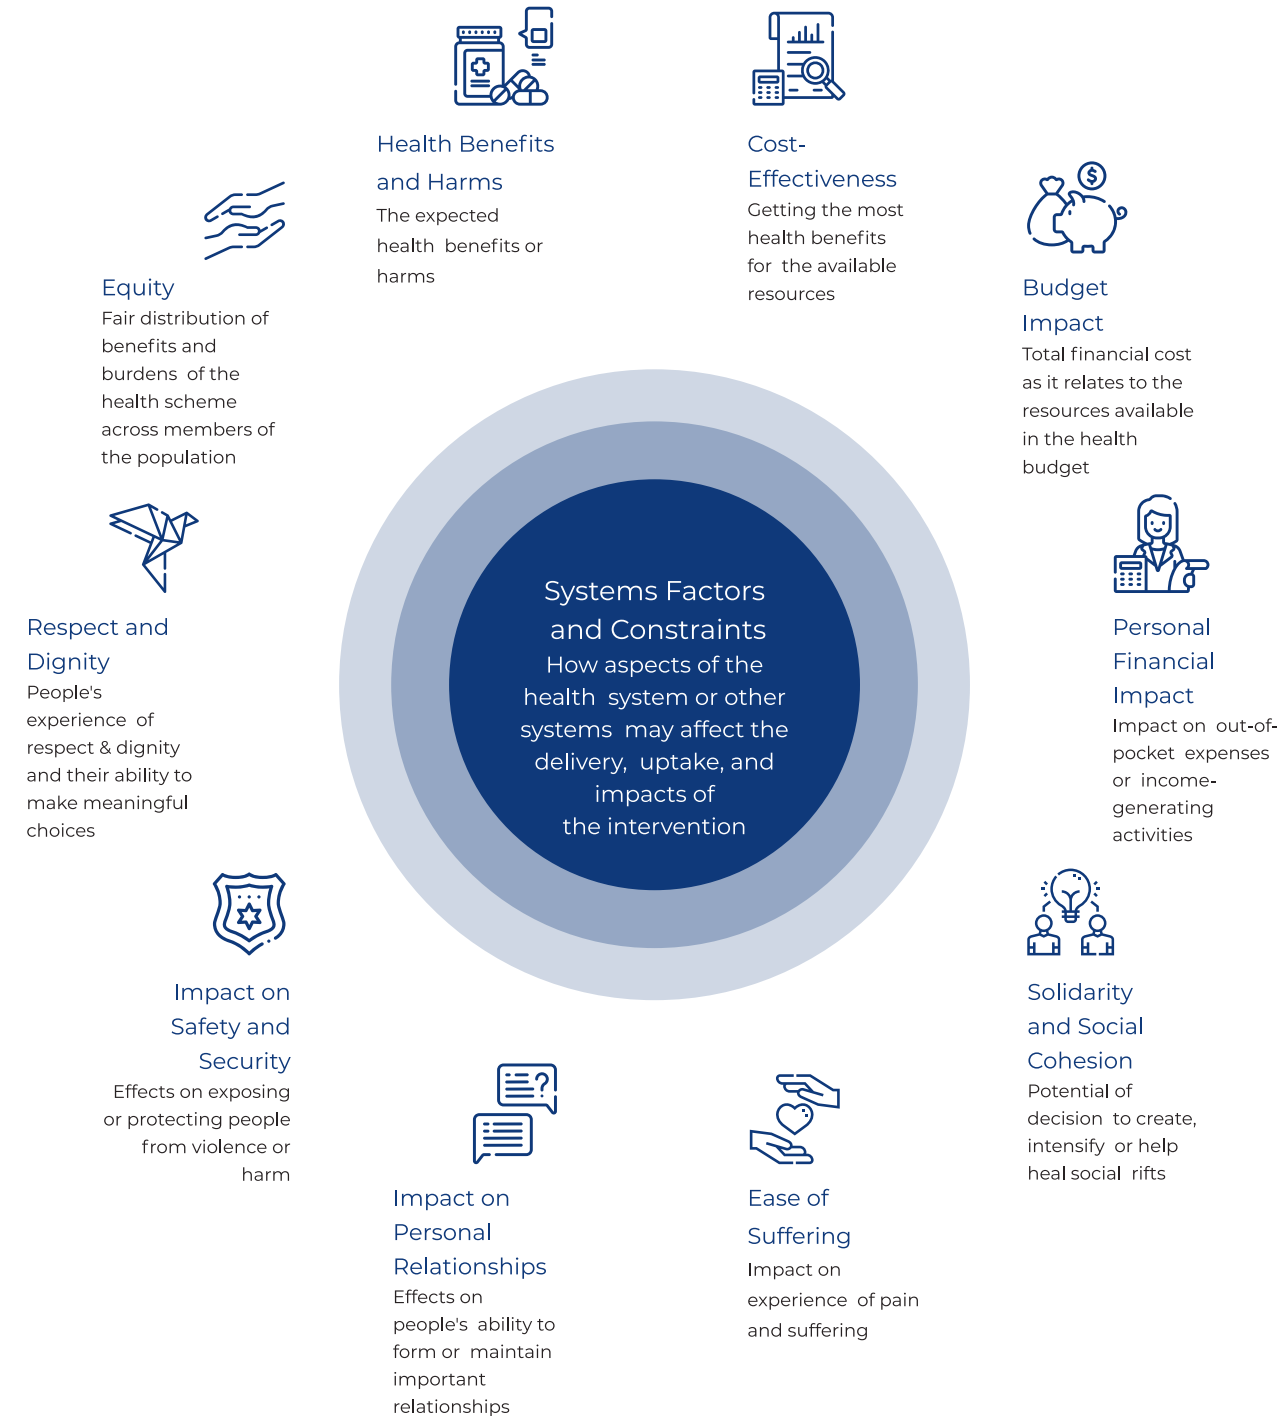 Health Benefits
and Harms
The expected
health benefits or
harms
Cost-
Effectiveness
Getting the most
health benefits
for the available
resources
Budget
Impact
Total financial cost
as it relates to the
resources available
in the health
budget
Personal
Financial
Impact
Impact on out-of-
pocket expenses
or income-
generating
activities
Solidarity
and Social
Cohesion
Potential of
decision to create,
intensify or help
heal social rifts
Ease of
Suffering
Impact on
experience of pain
and suffering
Impact on
Personal
Relationships
Effects on
people's ability to
form or maintain
important
relationships
Impact on
Safety and
Security
Effects on exposing
or protecting people
from violence or
harm
Respect and
Dignity
People's
experience of
respect & dignity
and their ability to
make meaningful
choices
Equity
Fair distribution of
benefits and
burdens of the
health scheme
across members of
the population
Systems Factors
and Constraints
How aspects of the
health system or other
systems may affect the
delivery, uptake, and
impacts of
the intervention
$
?